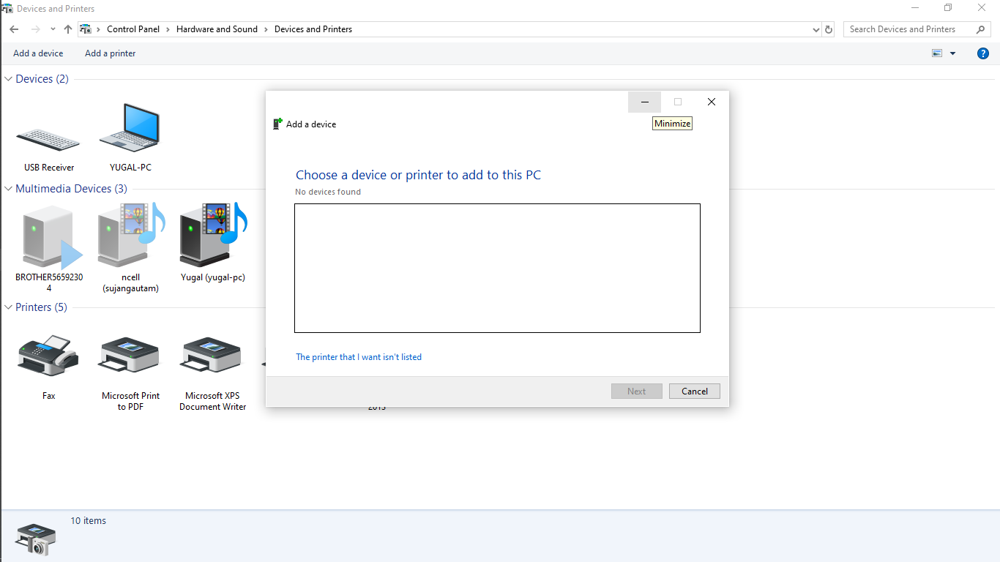 Devices and Printers
Control Panel > Hardware and Sound > Devices and Printers
Search Devices and Printers
Add a device Add a printer
?
Devices (2)
USB Receiver YUGAL-PC
Multimedia Devices (3)
BROTHER5659230
4
ncell
(sujangautam)
Yugal (yugal-pc)
Printers (5)
Fax
Microsoft Print
to PDF
Microsoft XPS
Document Writer
Minimize
Add a device
Choose a device or printer to add to this PC
No devices found
The printer that I want isn't listed
Next Cancel
10 items